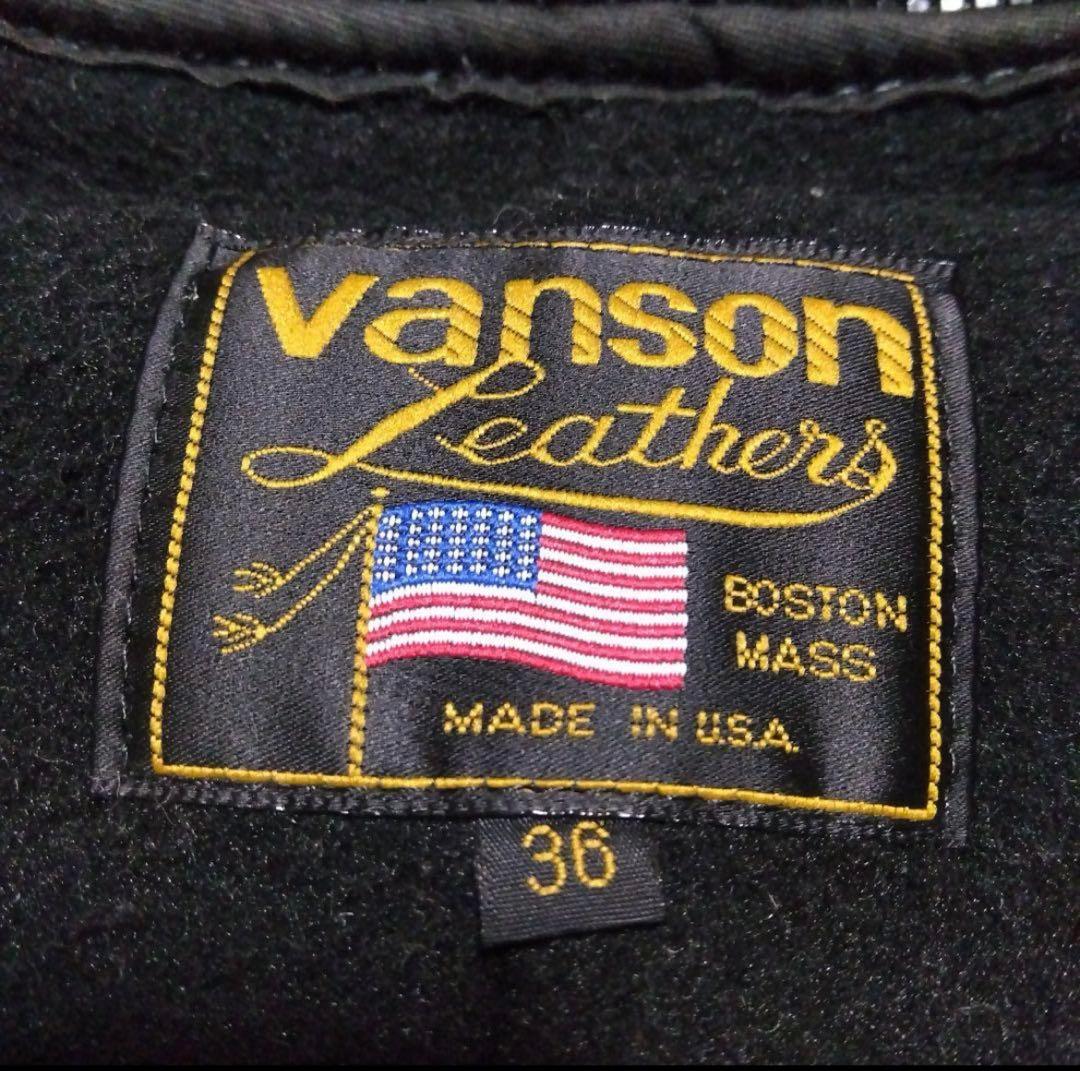 vanson
Leathers
BOSTON
MASS
MADE IN U.S.A.
36